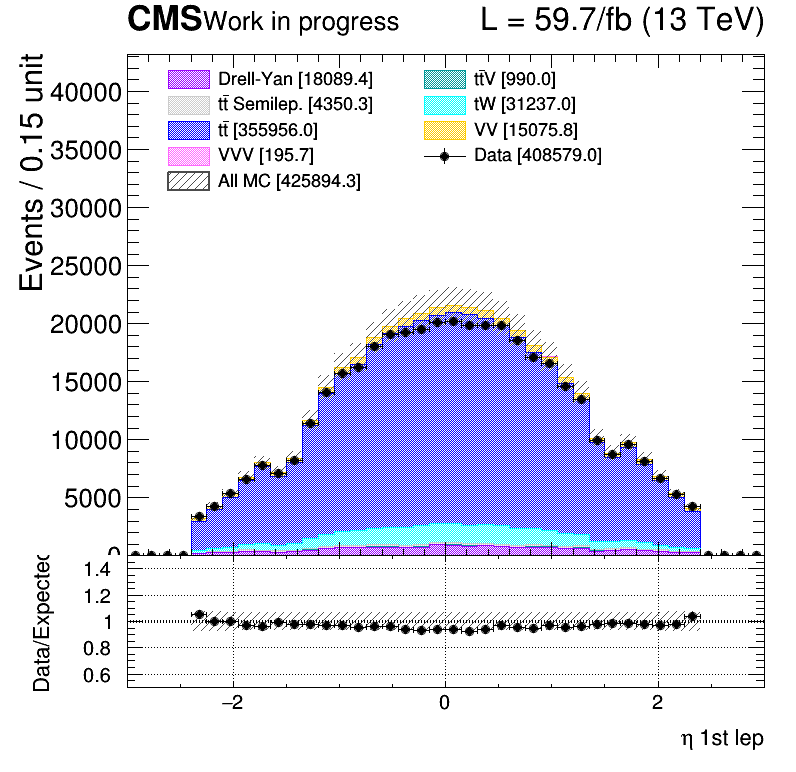 CMS Work in progress L = 59.7/fb (13 TeV)
Events / 0.15 unit
Drell-Yan [18089.4] tt̄V [990.0]
tt̄ Semilep. [4350.3] tW [31237.0]
tt̄ [355956.0] VV [15075.8]
VVV [195.7] Data [408579.0]
All MC [425894.3]
40000
35000
30000
25000
20000
15000
10000
5000
0
Data/Expected
1.4
1.2
1
0.8
0.6
−2 0 2
η 1st lep